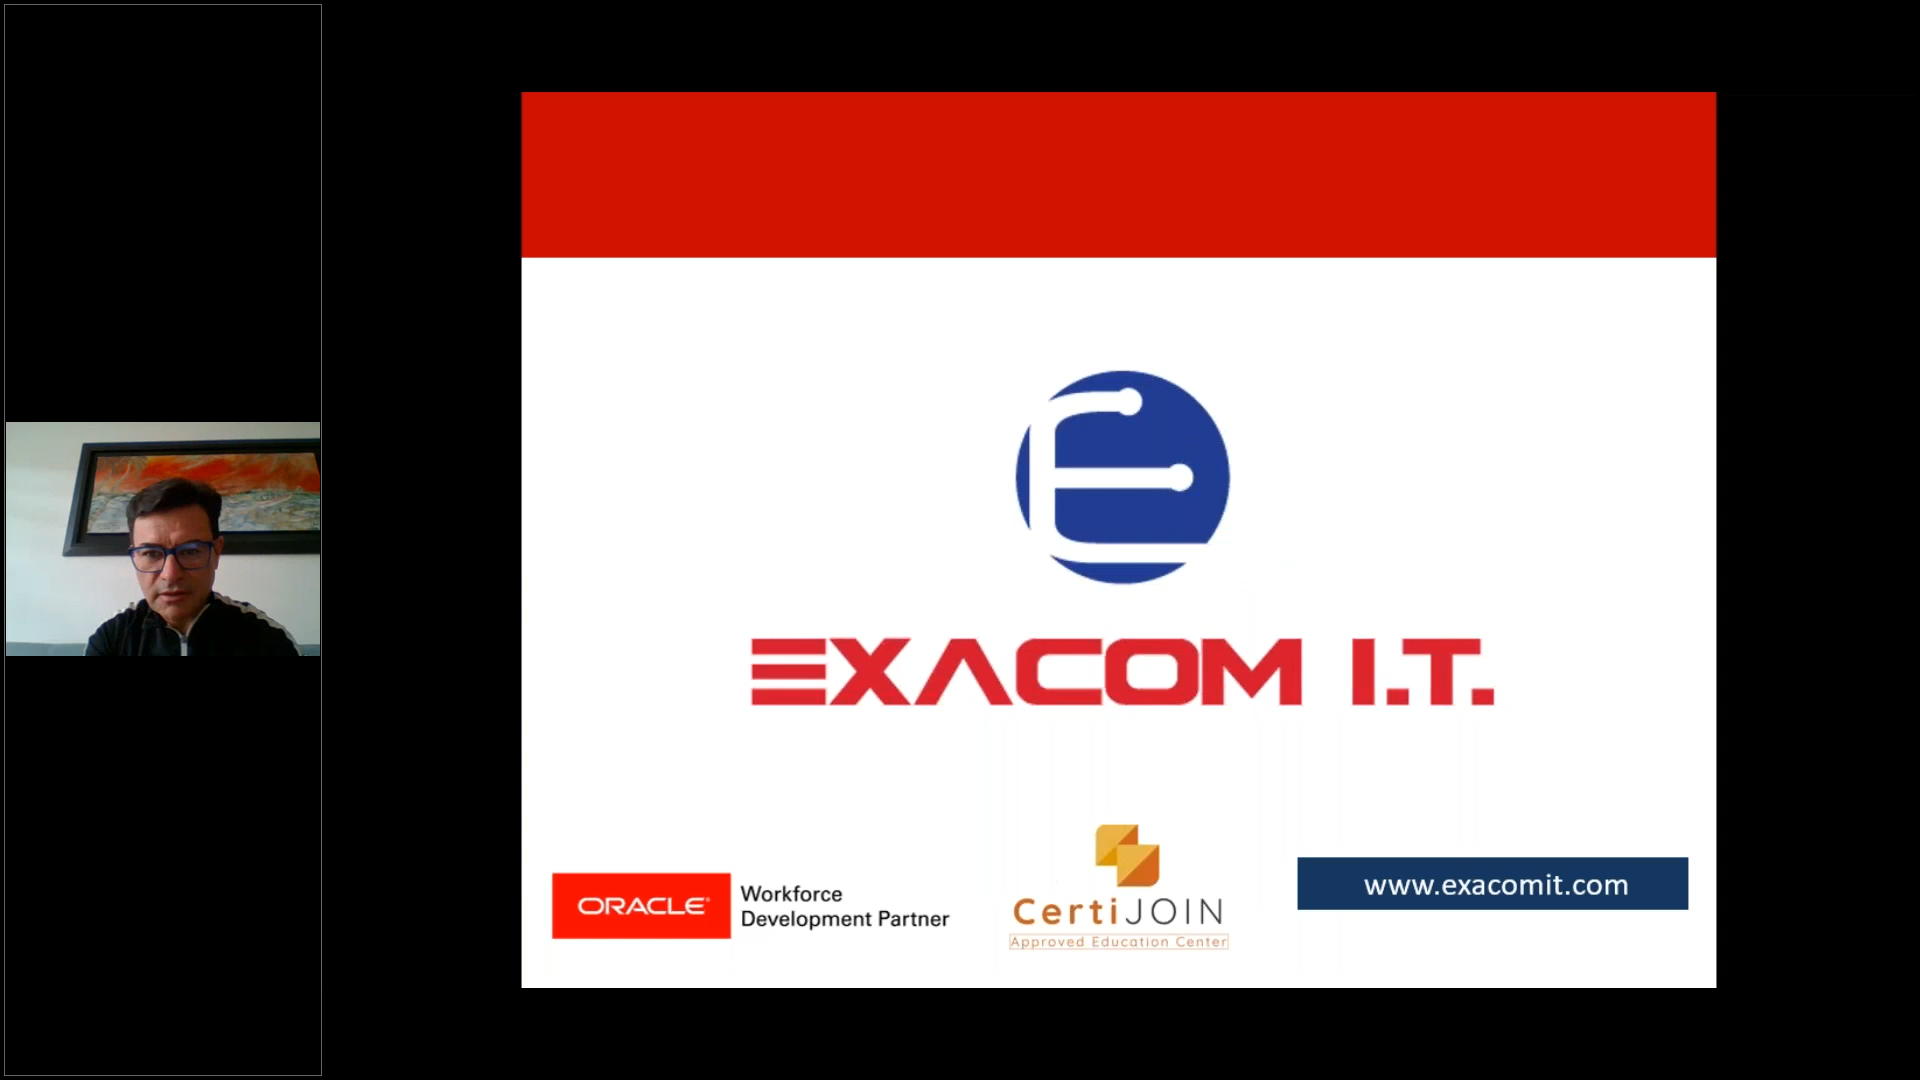 EXACOM I.T.
ORACLE® Workforce
Development Partner
CertiJOIN
Approved Education Center
www.exacomit.com